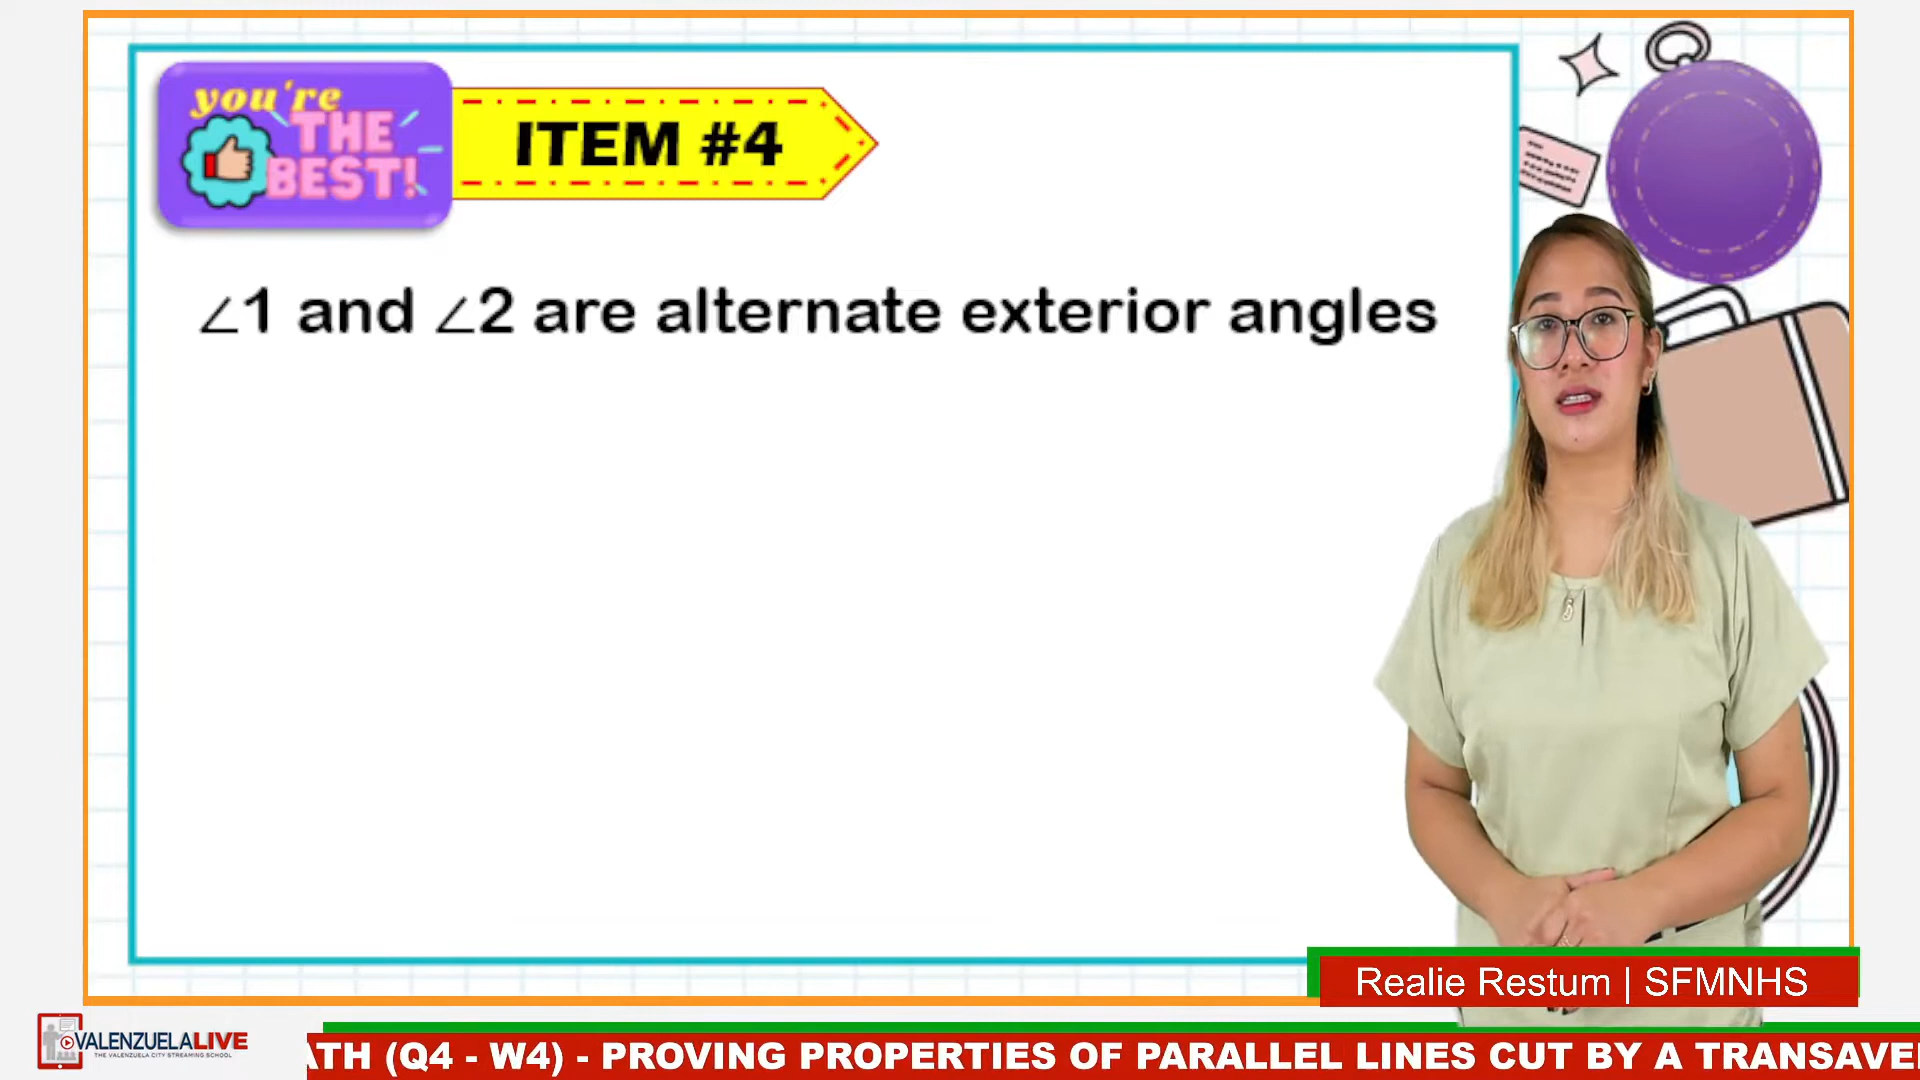 you're
THE
BEST!
ITEM #4
∠1 and ∠2 are alternate exterior angles
Realie Restum | SFMNHS
VALENZUELALIVE
THE VALENZUELA CITY STREAMING SCHOOL
ATH (Q4 - W4) - PROVING PROPERTIES OF PARALLEL LINES CUT BY A TRANSAVE